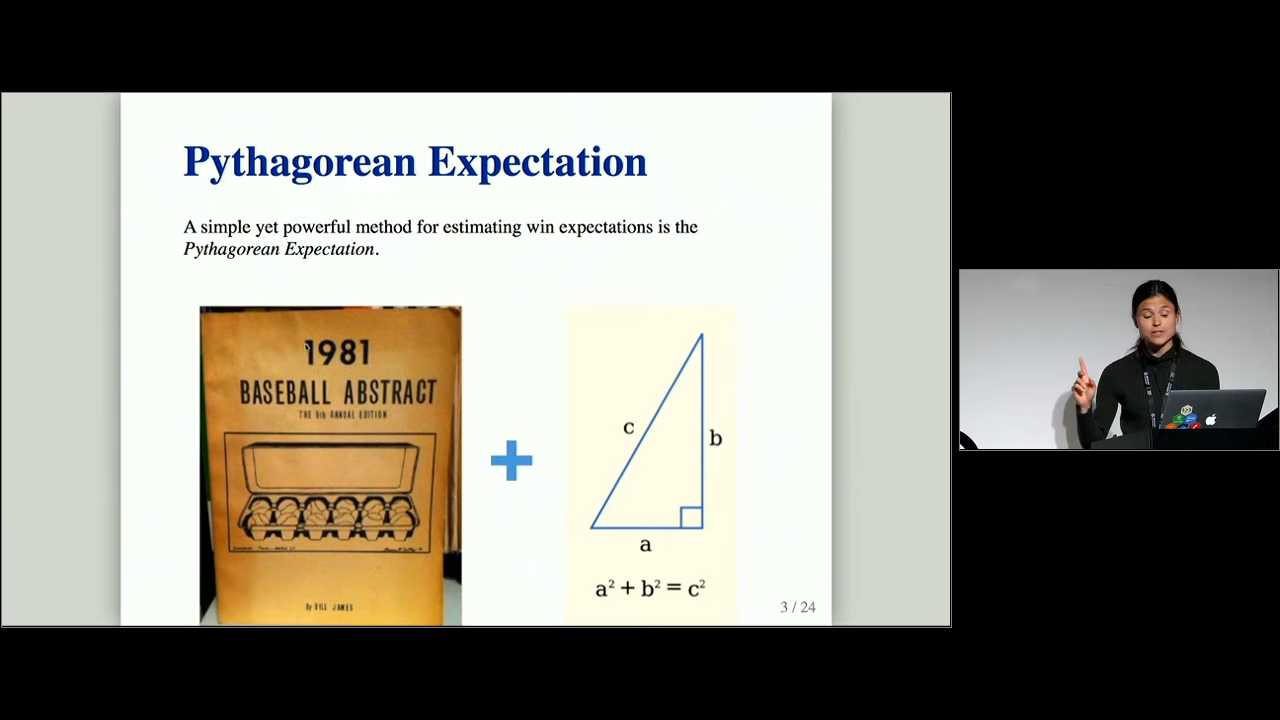 Pythagorean Expectation
A simple yet powerful method for estimating win expectations is the
Pythagorean Expectation.
1981
BASEBALL ABSTRACT
THE 5th ANNUAL EDITION
By BILL JAMES
c
b
a
a² + b² = c²
3 / 24